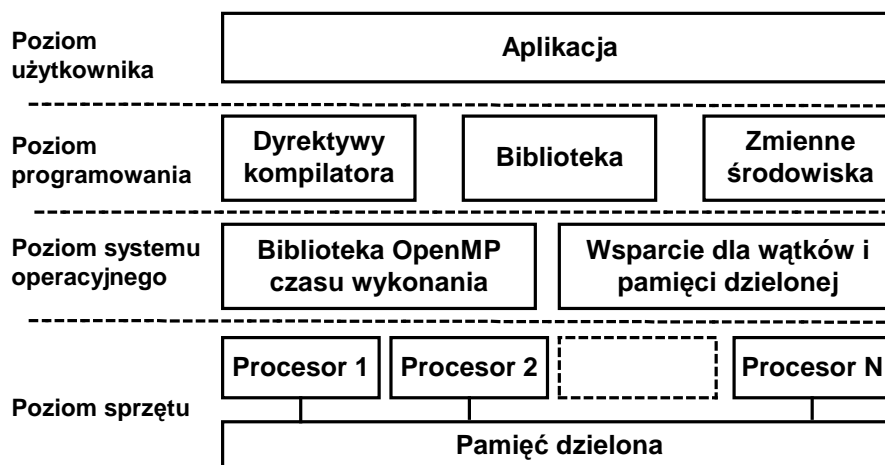 Poziom
użytkownika
Aplikacja
Poziom
programowania
Dyrektywy
kompilatora
Biblioteka
Zmienne
środowiska
Poziom systemu
operacyjnego
Biblioteka OpenMP
czasu wykonania
Wsparcie dla wątków i
pamięci dzielonej
Poziom sprzętu
Procesor 1
Procesor 2
Procesor N
Pamięć dzielona